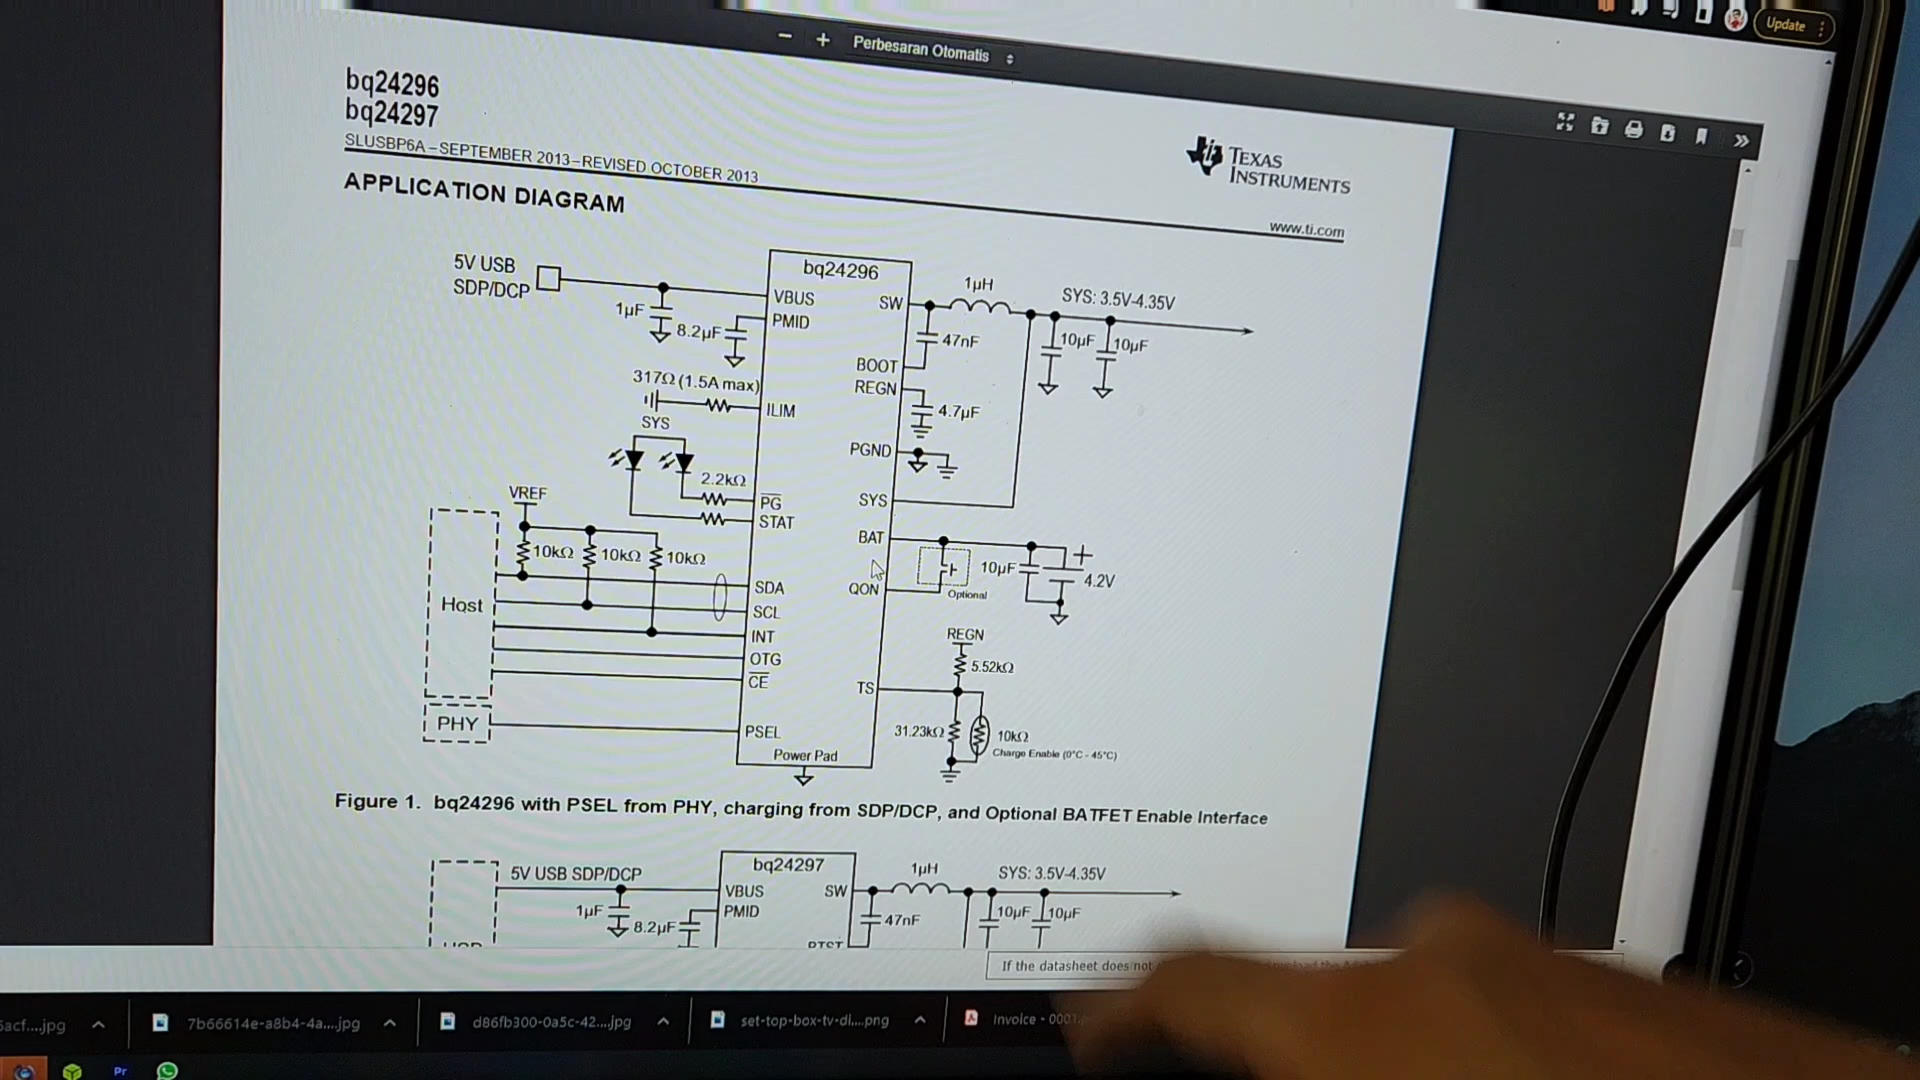 Update
Perbesaran Otomatis
bq24296
bq24297
SLUSBP6A –SEPTEMBER 2013–REVISED OCTOBER 2013
TEXAS
INSTRUMENTS
www.ti.com
APPLICATION DIAGRAM
5V USB
SDP/DCP
1µF
8.2µF
317Ω (1.5A max)
SYS
2.2kΩ
VREF
10kΩ
10kΩ
10kΩ
Host
PHY
bq24296
VBUS
PMID
ILIM
PG
STAT
SDA
SCL
INT
OTG
CE
PSEL
Power Pad
SW
BOOT
REGN
PGND
SYS
BAT
QON
TS
1µH
SYS: 3.5V-4.35V
47nF
10µF
10µF
4.7µF
10µF
4.2V
Optional
REGN
5.52kΩ
31.23kΩ
10kΩ
Charge Enable (0°C - 45°C)
Figure 1. bq24296 with PSEL from PHY, charging from SDP/DCP, and Optional BATFET Enable Interface
5V USB SDP/DCP
1µF
8.2µF
bq24297
VBUS
PMID
SW
1µH
SYS: 3.5V-4.35V
47nF
10µF
10µF
If the datasheet does not
5acf....jpg
7b66614e-a8b4-4a....jpg
d86fb300-0a5c-42....jpg
set-top-box-tv-di....png
Invoice - 0001
Pr